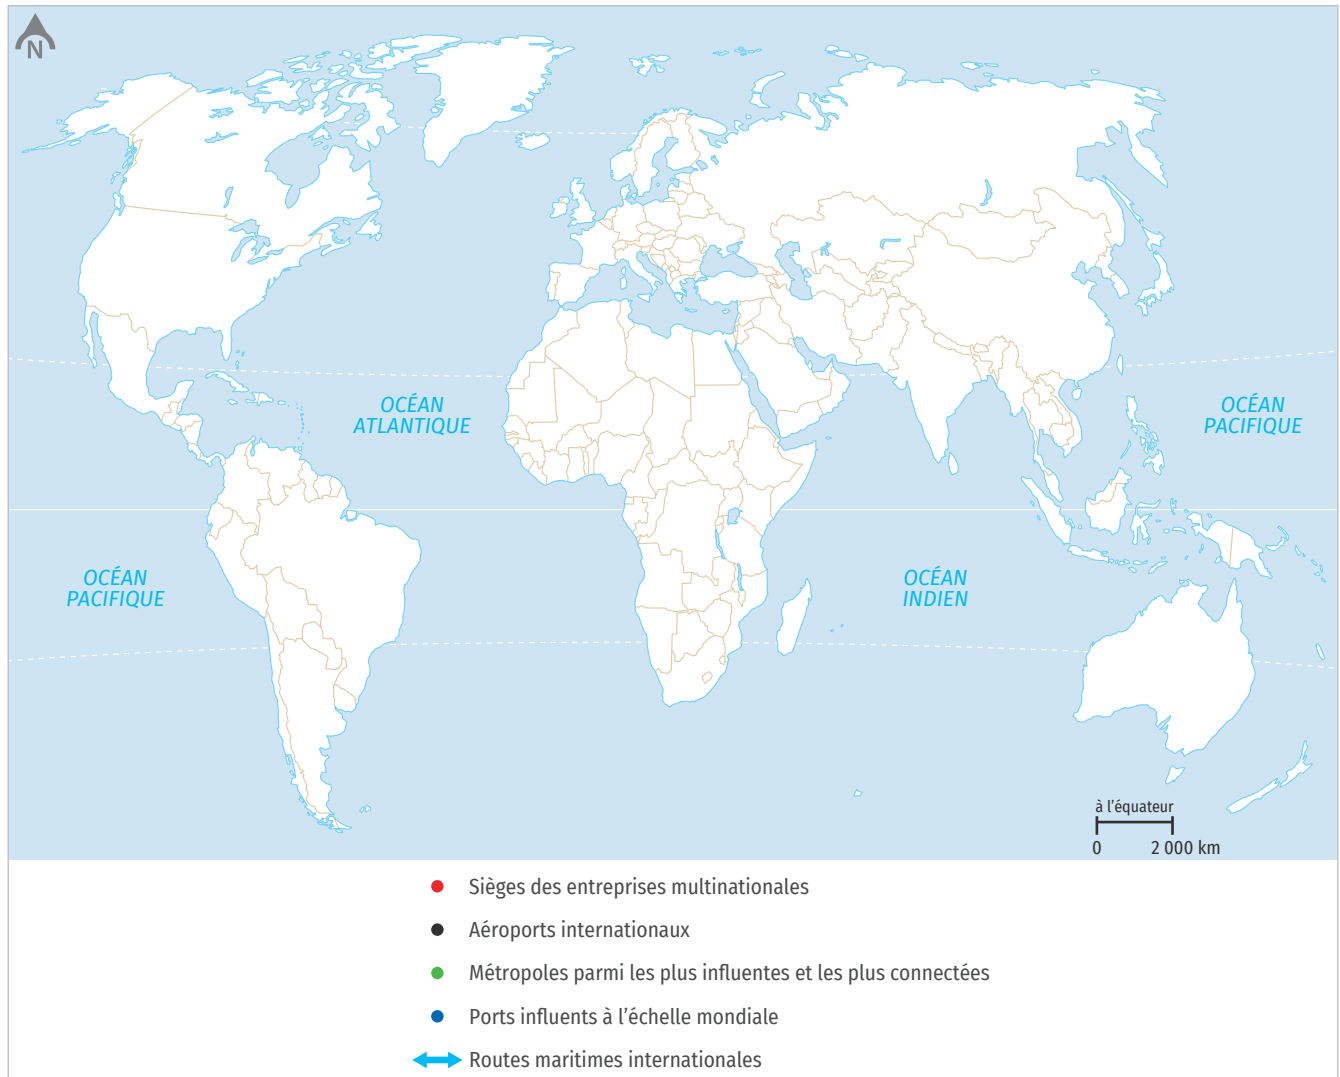 N
OCÉAN
ATLANTIQUE
OCÉAN
PACIFIQUE
OCÉAN
PACIFIQUE
OCÉAN
INDIEN
à l'équateur
0 2 000 km
Sièges des entreprises multinationales
Aéroports internationaux
Métropoles parmi les plus influentes et les plus connectées
Ports influents à l'échelle mondiale
Routes maritimes internationales